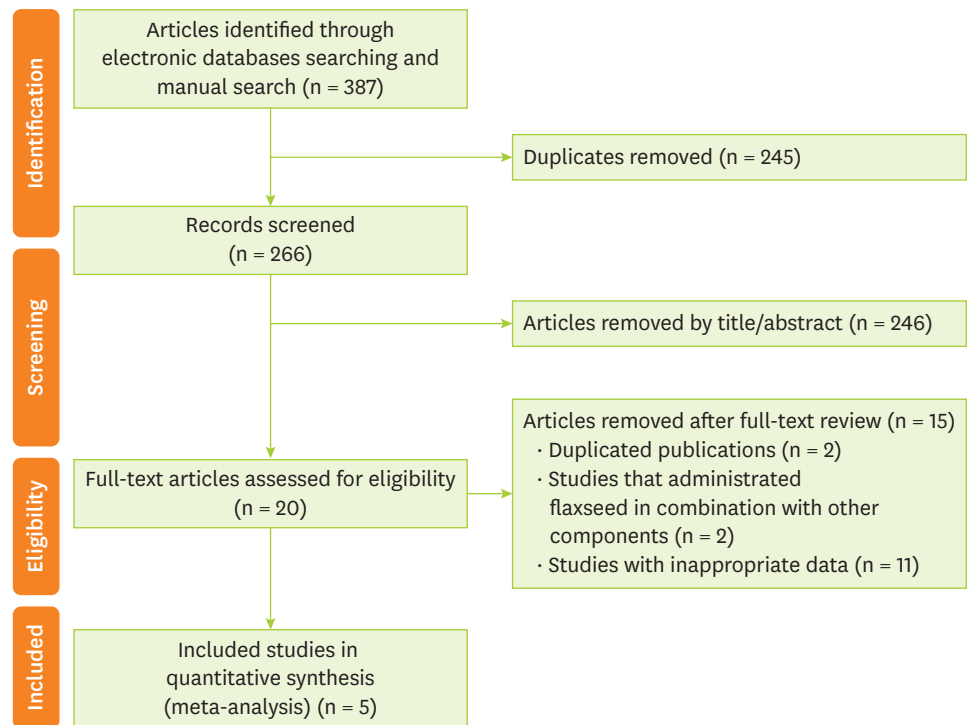 Identification
Articles identified through
electronic databases searching and
manual search (n = 387)
Duplicates removed (n = 245)
Records screened
(n = 266)
Screening
Articles removed by title/abstract (n = 246)
Articles removed after full-text review (n = 15)
· Duplicated publications (n = 2)
· Studies that administrated
flaxseed in combination with other
components (n = 2)
· Studies with inappropriate data (n = 11)
Eligibility
Full-text articles assessed for eligibility
(n = 20)
Included
Included studies in
quantitative synthesis
(meta-analysis) (n = 5)